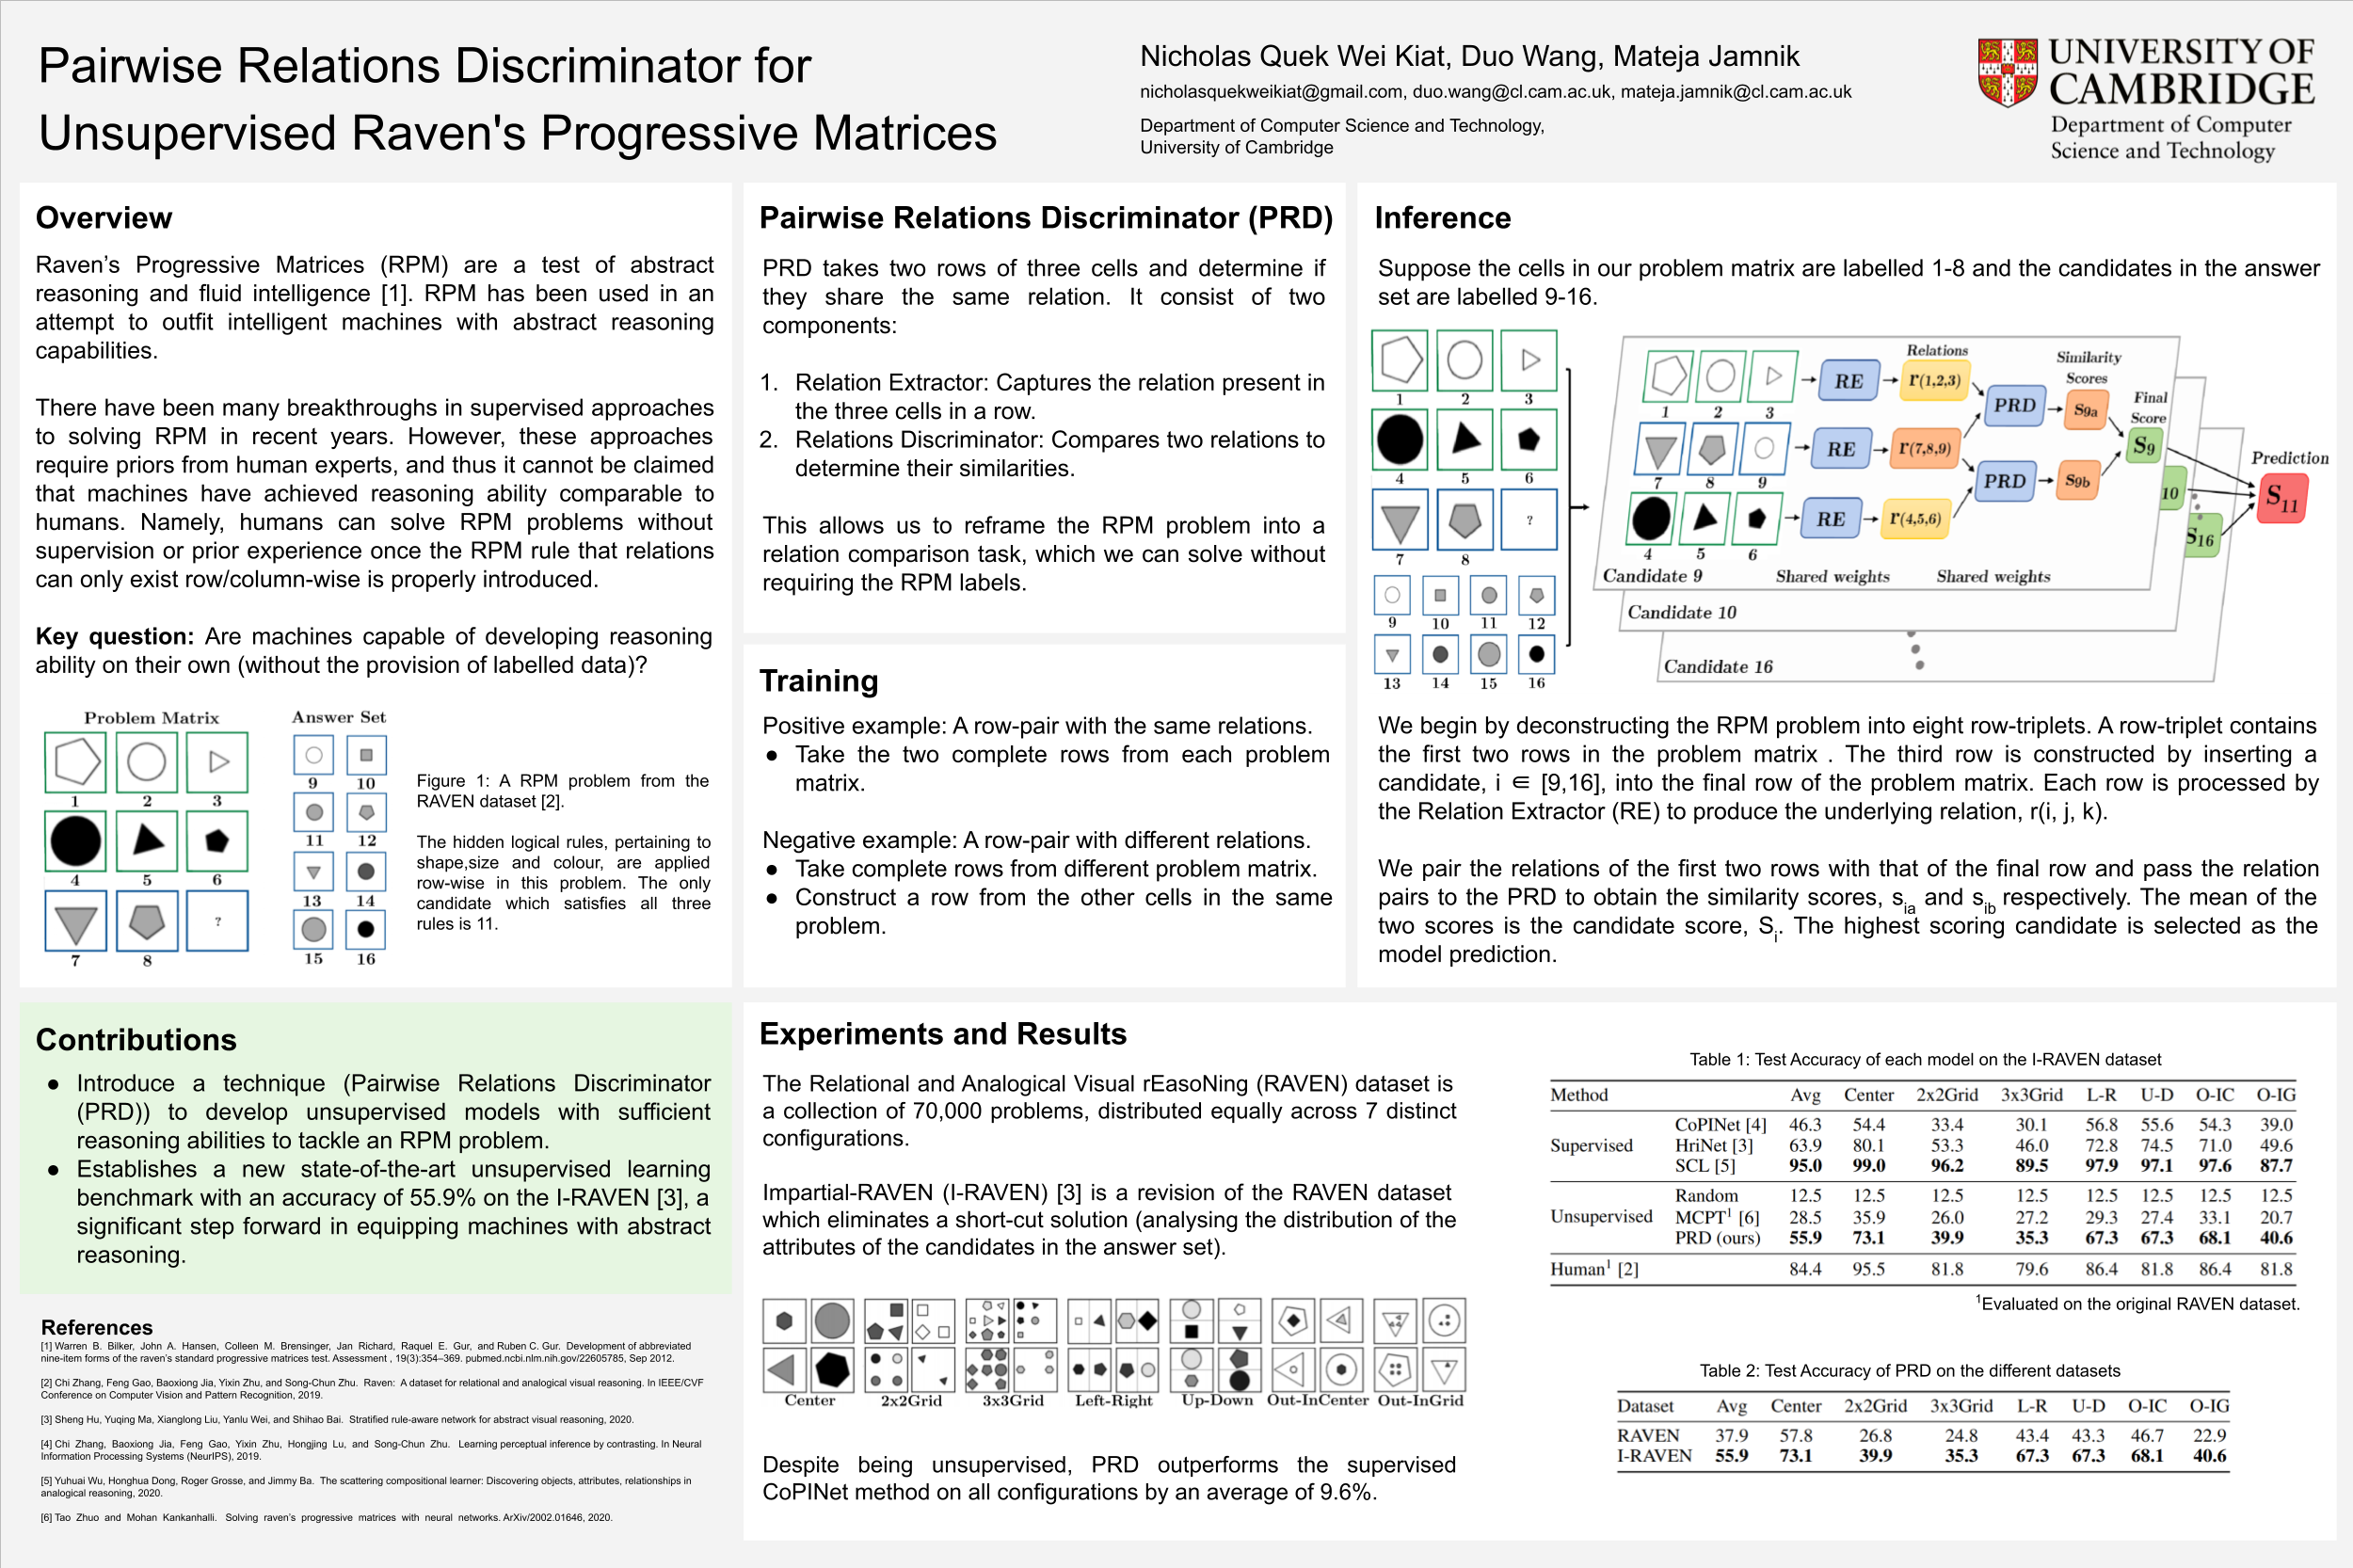 Pairwise Relations Discriminator for
Unsupervised Raven's Progressive Matrices
Nicholas Quek Wei Kiat, Duo Wang, Mateja Jamnik
nicholasquekweikiat@gmail.com, duo.wang@cl.cam.ac.uk, mateja.jamnik@cl.cam.ac.uk
Department of Computer Science and Technology,
University of Cambridge
UNIVERSITY OF
CAMBRIDGE
Department of Computer
Science and Technology
Overview
Raven’s Progressive Matrices (RPM) are a test of abstract
reasoning and fluid intelligence [1]. RPM has been used in an
attempt to outfit intelligent machines with abstract reasoning
capabilities.
There have been many breakthroughs in supervised approaches
to solving RPM in recent years. However, these approaches
require priors from human experts, and thus it cannot be claimed
that machines have achieved reasoning ability comparable to
humans. Namely, humans can solve RPM problems without
supervision or prior experience once the RPM rule that relations
can only exist row/column-wise is properly introduced.
Key question: Are machines capable of developing reasoning
ability on their own (without the provision of labelled data)?
Problem Matrix
1 2 3
4 5 6
?
7 8
Answer Set
9 10
11 12
13 14
15 16
Figure 1: A RPM problem from the
RAVEN dataset [2].
The hidden logical rules, pertaining to
shape,size and colour, are applied
row-wise in this problem. The only
candidate which satisfies all three
rules is 11.
Pairwise Relations Discriminator (PRD)
PRD takes two rows of three cells and determine if
they share the same relation. It consist of two
components:
1. Relation Extractor: Captures the relation present in
the three cells in a row.
2. Relations Discriminator: Compares two relations to
determine their similarities.
This allows us to reframe the RPM problem into a
relation comparison task, which we can solve without
requiring the RPM labels.
Training
Positive example: A row-pair with the same relations.
● Take the two complete rows from each problem
matrix.
Negative example: A row-pair with different relations.
● Take complete rows from different problem matrix.
● Construct a row from the other cells in the same
problem.
Inference
Suppose the cells in our problem matrix are labelled 1-8 and the candidates in the answer
set are labelled 9-16.
1 2 3
4 5 6
?
7 8
9 10 11 12
13 14 15 16
Relations
Similarity
Scores
Final
Score
Prediction
1 2 3 RE r(1,2,3) PRD S9a
7 8 9 RE r(7,8,9) S9
4 5 6 RE r(4,5,6) PRD S9b
10
S16
S11
Candidate 9 Shared weights Shared weights
Candidate 10
Candidate 16
We begin by deconstructing the RPM problem into eight row-triplets. A row-triplet contains
the first two rows in the problem matrix . The third row is constructed by inserting a
candidate, i ∈ [9,16], into the final row of the problem matrix. Each row is processed by
the Relation Extractor (RE) to produce the underlying relation, r(i, j, k).
We pair the relations of the first two rows with that of the final row and pass the relation
pairs to the PRD to obtain the similarity scores, sia and sib respectively. The mean of the
two scores is the candidate score, Si. The highest scoring candidate is selected as the
model prediction.
Contributions
● Introduce a technique (Pairwise Relations Discriminator
(PRD)) to develop unsupervised models with sufficient
reasoning abilities to tackle an RPM problem.
● Establishes a new state-of-the-art unsupervised learning
benchmark with an accuracy of 55.9% on the I-RAVEN [3], a
significant step forward in equipping machines with abstract
reasoning.
References
[1] Warren B. Bilker, John A. Hansen, Colleen M. Brensinger, Jan Richard, Raquel E. Gur, and Ruben C. Gur. Development of abbreviated
nine-item forms of the raven’s standard progressive matrices test. Assessment , 19(3):354–369. pubmed.ncbi.nlm.nih.gov/22605785, Sep 2012.
[2] Chi Zhang, Feng Gao, Baoxiong Jia, Yixin Zhu, and Song-Chun Zhu. Raven: A dataset for relational and analogical visual reasoning. In IEEE/CVF
Conference on Computer Vision and Pattern Recognition, 2019.
[3] Sheng Hu, Yuqing Ma, Xianglong Liu, Yanlu Wei, and Shihao Bai. Stratified rule-aware network for abstract visual reasoning, 2020.
[4] Chi Zhang, Baoxiong Jia, Feng Gao, Yixin Zhu, Hongjing Lu, and Song-Chun Zhu. Learning perceptual inference by contrasting. In Neural
Information Processing Systems (NeurIPS), 2019.
[5] Yuhuai Wu, Honghua Dong, Roger Grosse, and Jimmy Ba. The scattering compositional learner: Discovering objects, attributes, relationships in
analogical reasoning, 2020.
[6] Tao Zhuo and Mohan Kankanhalli. Solving raven’s progressive matrices with neural networks. ArXiv/2002.01646, 2020.
Experiments and Results
The Relational and Analogical Visual rEasoNing (RAVEN) dataset is
a collection of 70,000 problems, distributed equally across 7 distinct
configurations.
Impartial-RAVEN (I-RAVEN) [3] is a revision of the RAVEN dataset
which eliminates a short-cut solution (analysing the distribution of the
attributes of the candidates in the answer set).
Center 2x2Grid 3x3Grid Left-Right Up-Down Out-InCenter Out-InGrid
Despite being unsupervised, PRD outperforms the supervised
CoPINet method on all configurations by an average of 9.6%.
Table 1: Test Accuracy of each model on the I-RAVEN dataset
Method Avg Center 2x2Grid 3x3Grid L-R U-D O-IC O-IG
CoPINet [4] 46.3 54.4 33.4 30.1 56.8 55.6 54.3 39.0
Supervised HriNet [3] 63.9 80.1 53.3 46.0 72.8 74.5 71.0 49.6
SCL [5] 95.0 99.0 96.2 89.5 97.9 97.1 97.6 87.7
Random 12.5 12.5 12.5 12.5 12.5 12.5 12.5 12.5
Unsupervised MCPT1 [6] 28.5 35.9 26.0 27.2 29.3 27.4 33.1 20.7
PRD (ours) 55.9 73.1 39.9 35.3 67.3 67.3 68.1 40.6
Human1 [2] 84.4 95.5 81.8 79.6 86.4 81.8 86.4 81.8
1Evaluated on the original RAVEN dataset.
Table 2: Test Accuracy of PRD on the different datasets
Dataset Avg Center 2x2Grid 3x3Grid L-R U-D O-IC O-IG
RAVEN 37.9 57.8 26.8 24.8 43.4 43.3 46.7 22.9
I-RAVEN 55.9 73.1 39.9 35.3 67.3 67.3 68.1 40.6